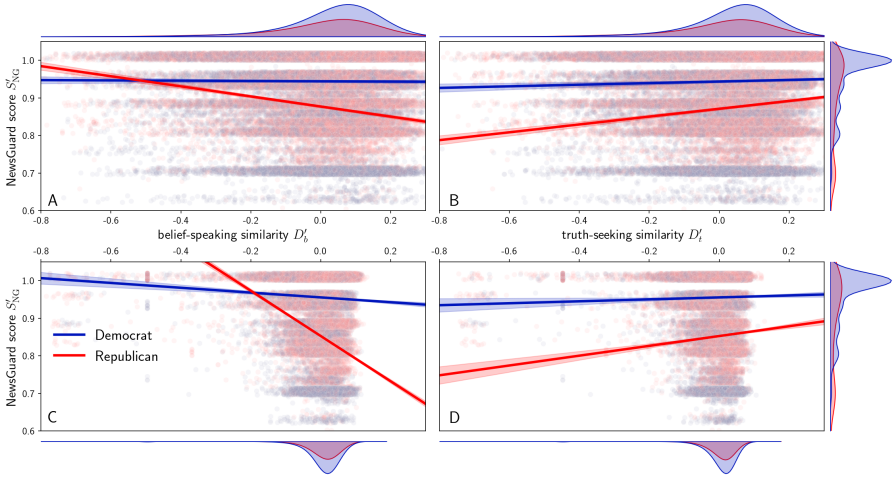 1.0
0.9
0.8
0.7
0.6
NewsGuard score S′NG
A
B
-0.8 -0.6 -0.4 -0.2 0.0 0.2
-0.8 -0.6 -0.4 -0.2 0.0 0.2
belief-speaking similarity D′b
truth-seeking similarity D′t
-0.8 -0.6 -0.4 -0.2 0.0 0.2
-0.8 -0.6 -0.4 -0.2 0.0 0.2
1.0
0.9
0.8
0.7
0.6
NewsGuard score S′NG
Democrat
Republican
C
D